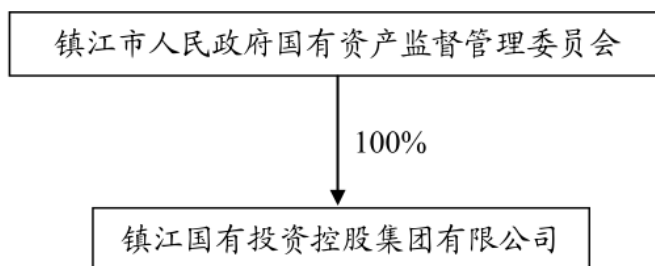 镇江市人民政府国有资产监督管理委员会
100%
镇江国有投资控股集团有限公司